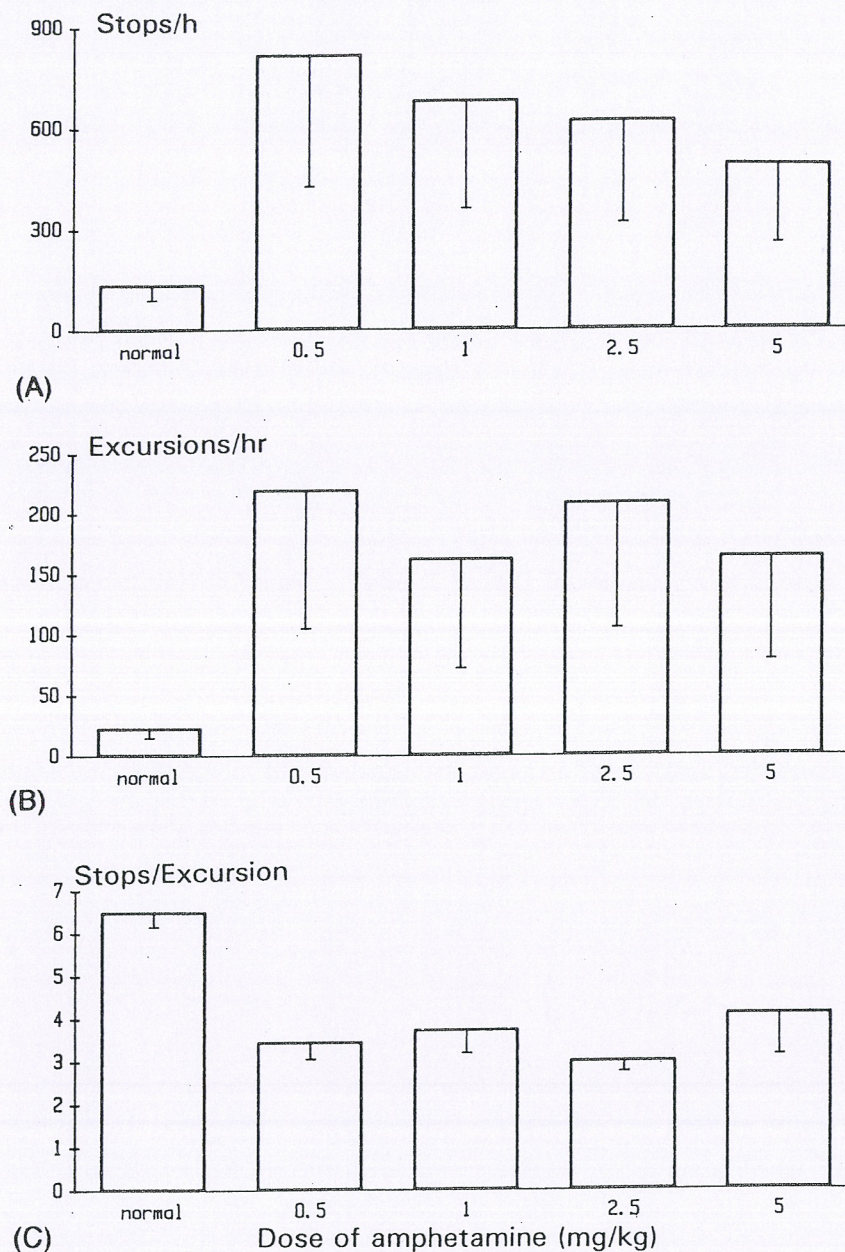 Stops/h
900
600
300
0
normal 0.5 1 2.5 5
(A)
Excursions/hr
250
200
150
100
50
0
normal 0.5 1 2.5 5
(B)
Stops/Excursion
7
6
5
4
3
2
1
0
normal 0.5 1 2.5 5
(C) Dose of amphetamine (mg/kg)